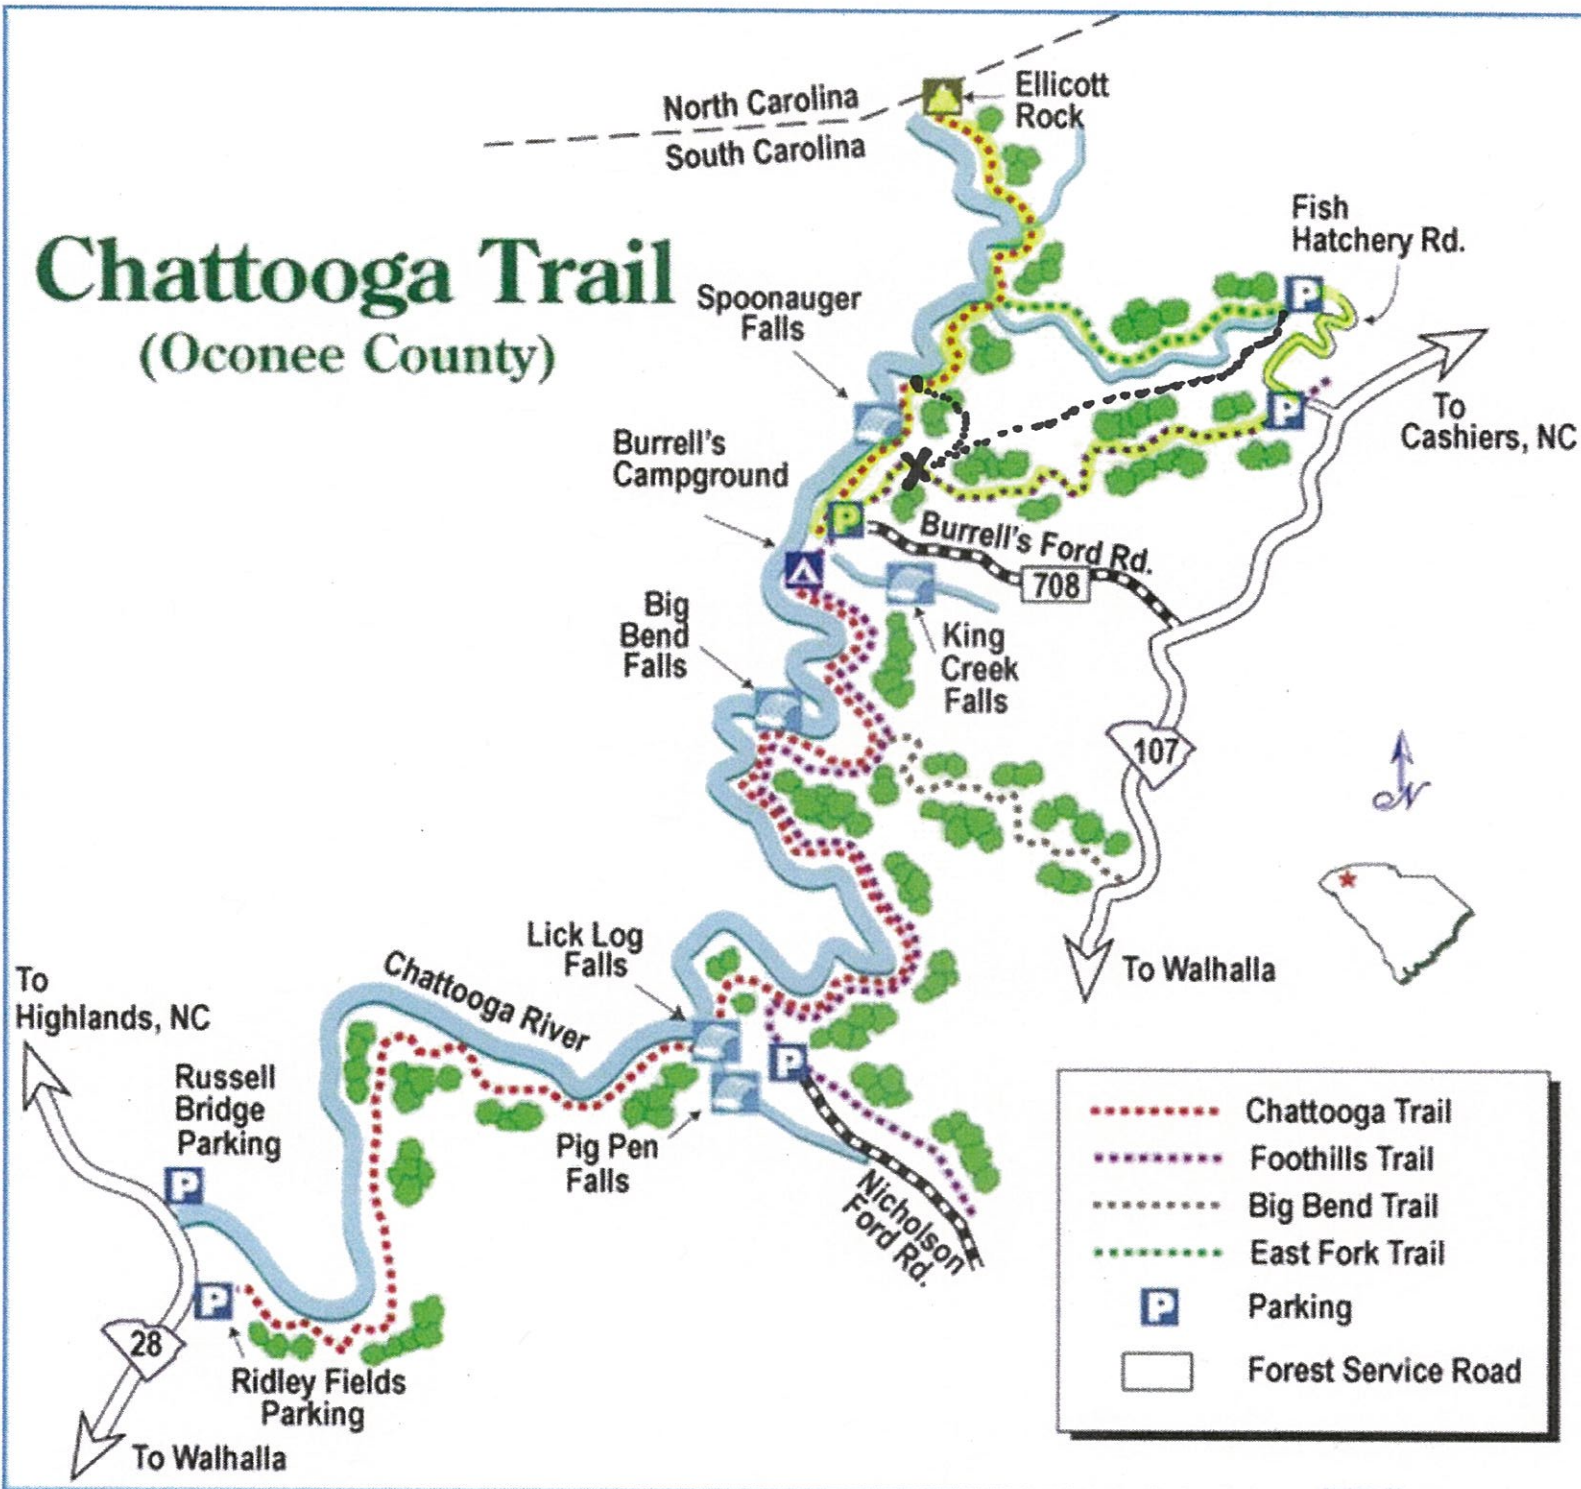 North Carolina
South Carolina
Ellicott
Rock
Chattooga Trail
(Oconee County)
Fish
Hatchery Rd.
Spoonauger
Falls
P
To
Cashiers, NC
P
Burrell's
Campground
P
Burrell's Ford Rd.
708
Big
Bend
Falls
King
Creek
Falls
107
N
To Walhalla
Lick Log
Falls
Chattooga River
To
Highlands, NC
P
Russell
Bridge
Parking
P
Pig Pen
Falls
Nicholson
Ford Rd.
P
28
Ridley Fields
Parking
To Walhalla
Chattooga Trail
Foothills Trail
Big Bend Trail
East Fork Trail
P
Parking
Forest Service Road